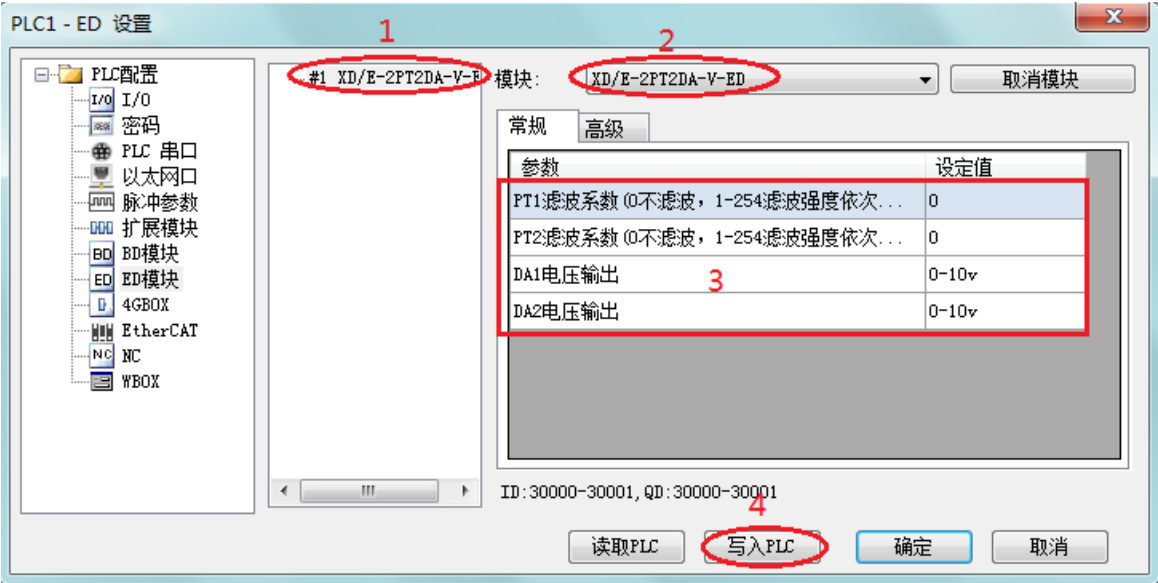 PLC1 - ED 设置
1
2
PLC配置
I/O I/O
密码
PLC 串口
以太网口
脉冲参数
扩展模块
BD BD模块
ED ED模块
4GBOX
EtherCAT
NC NC
WBOX
#1 XD/E-2PT2DA-V-E
模块:
XD/E-2PT2DA-V-ED
取消模块
常规
高级
参数 设定值
PT1滤波系数(0不滤波，1-254滤波强度依次... 0
PT2滤波系数(0不滤波，1-254滤波强度依次... 0
DA1电压输出 0-10v
3
DA2电压输出 0-10v
ID:30000-30001,QD:30000-30001
4
读取PLC
写入PLC
确定
取消